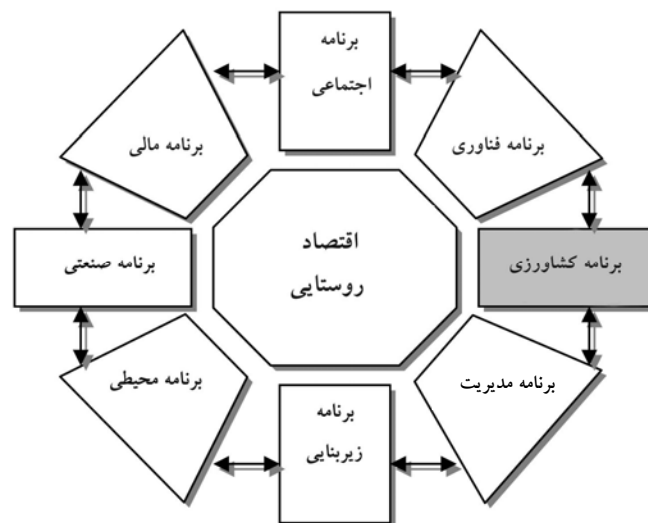 برنامه
اجتماعی
برنامه فناوری
برنامه مالی
اقتصاد
روستایی
برنامه کشاورزی
برنامه صنعتی
برنامه مدیریت
برنامه محیطی
برنامه
زیربنایی